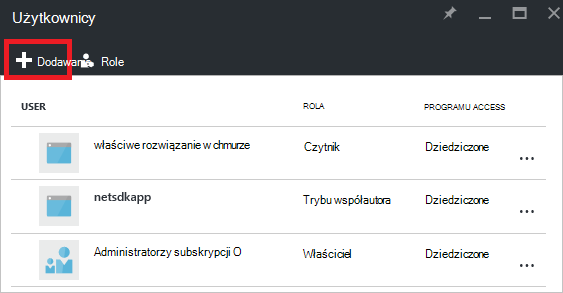 Użytkownicy
Dodawani Role
USER ROLA PROGRAMU ACCESS
właściwe rozwiązanie w chmurze Czytnik Dziedziczone ...
netsdkapp Trybu współautora Dziedziczone ...
Administratorzy subskrypcji O Właściciel Dziedziczone ...